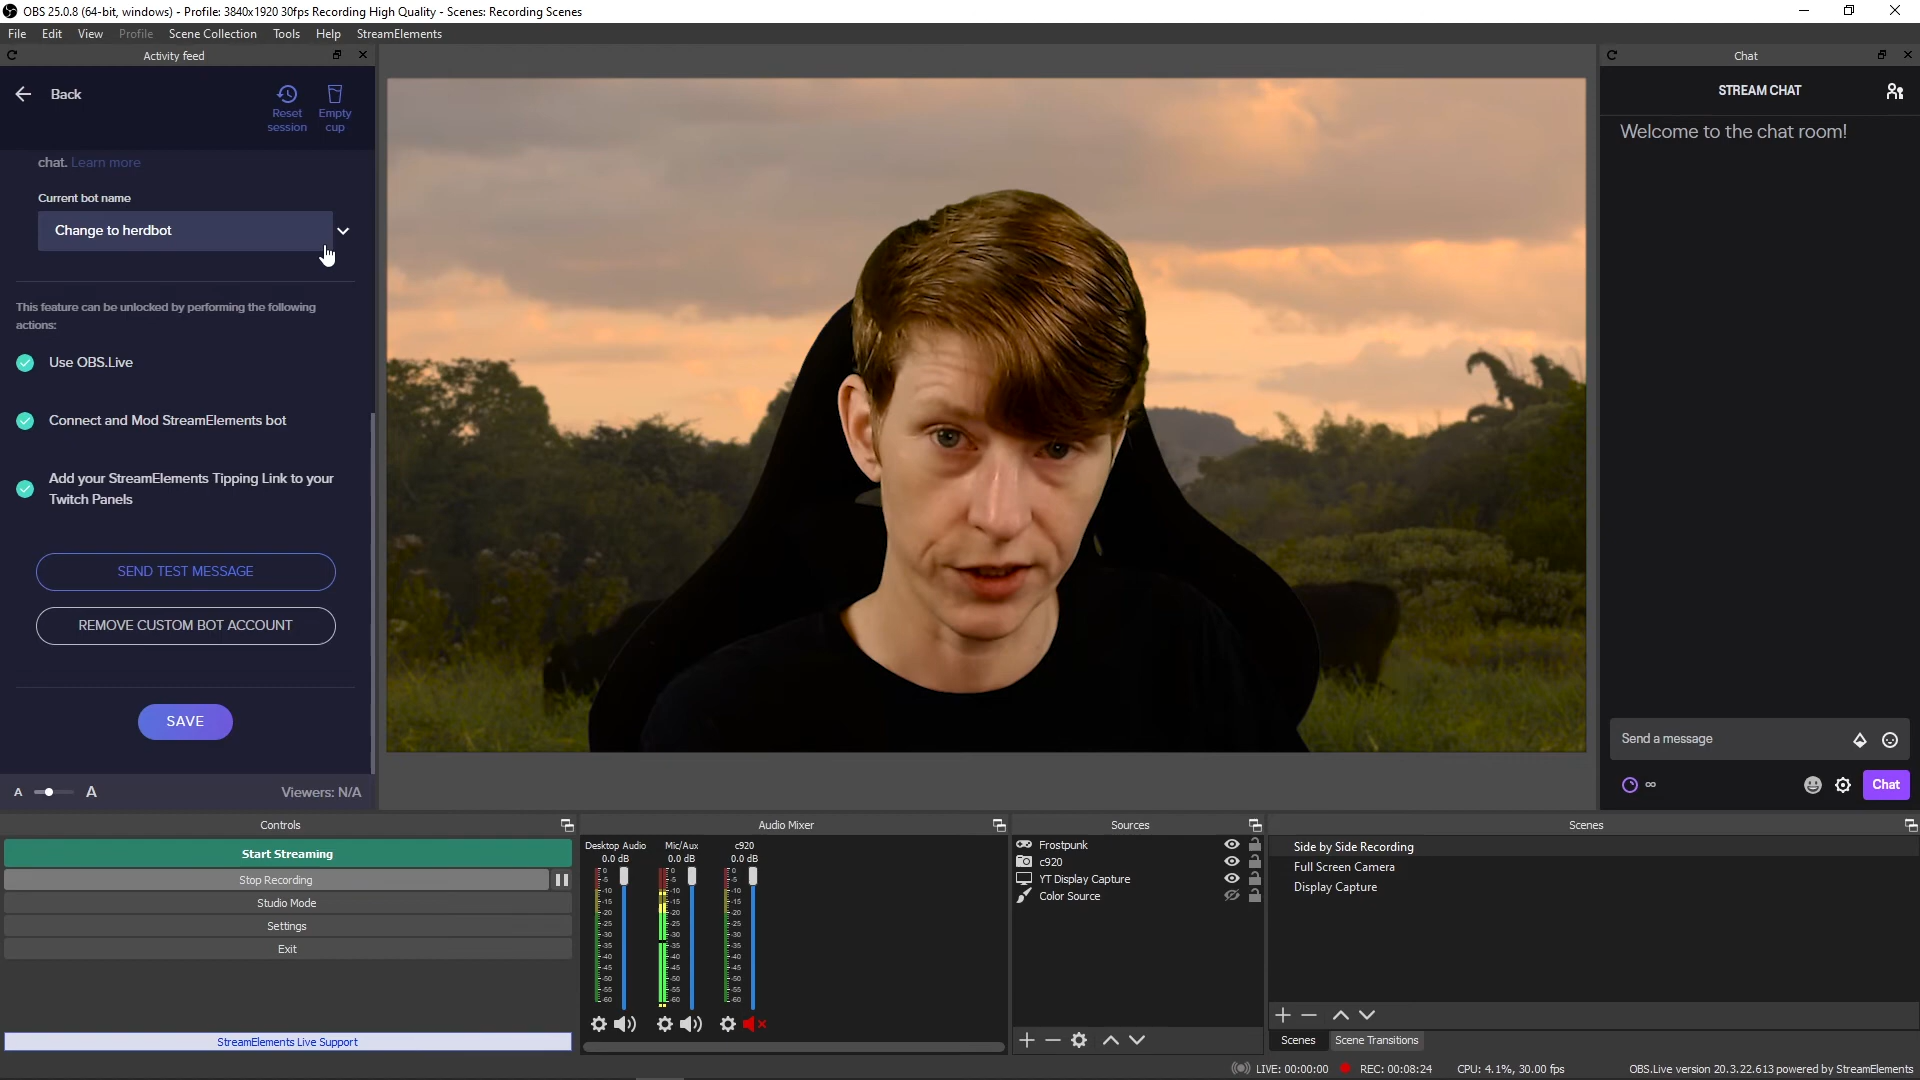 OBS 25.0.8 (64-bit, windows) - Profile: 3840x1920 30fps Recording High Quality - Scenes: Recording Scenes
File Edit View Profile Scene Collection Tools Help StreamElements
Activity feed
Back
Reset session
Empty cup
chat. Learn more
Current bot name
Change to herdbot
This feature can be unlocked by performing the following
actions:
Use OBS.Live
Connect and Mod StreamElements bot
Add your StreamElements Tipping Link to your
Twitch Panels
SEND TEST MESSAGE
REMOVE CUSTOM BOT ACCOUNT
SAVE
A A Viewers: N/A
Chat
STREAM CHAT
Welcome to the chat room!
Send a message
∞ Chat
Controls
Start Streaming
Stop Recording
Studio Mode
Settings
Exit
StreamElements Live Support
Audio Mixer
Desktop Audio Mic/Aux c920
0.0 dB 0.0 dB 0.0 dB
Sources
Frostpunk
c920
YT Display Capture
Color Source
Scenes
Side by Side Recording
Full Screen Camera
Display Capture
Scenes Scene Transitions
LIVE: 00:00:00 REC: 00:08:24 CPU: 4.1%, 30.00 fps OBS.Live version 20.3.22.613 powered by StreamElements